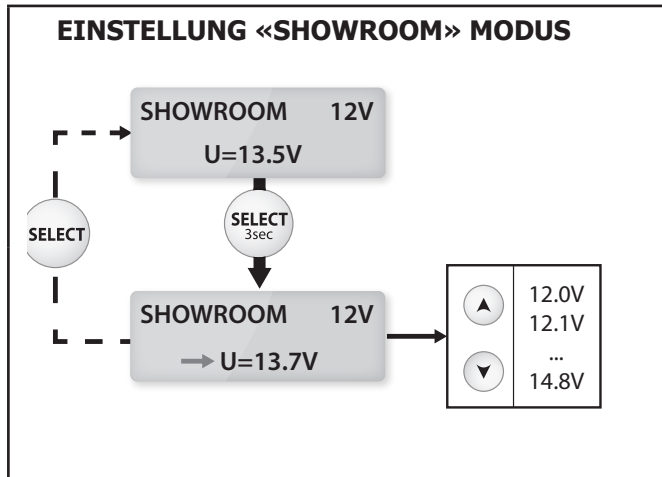 EINSTELLUNG «SHOWROOM» MODUS
SHOWROOM 12V
U=13.5V
SELECT
SELECT
3sec
SHOWROOM 12V
U=13.7V
12.0V
12.1V
...
14.8V